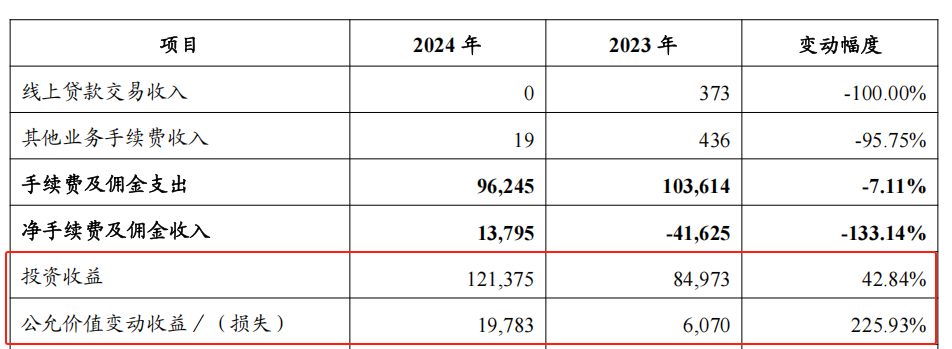 项目 2024 年 2023 年 变动幅度
线上贷款交易收入 0 373 -100.00%
其他业务手续费收入 19 436 -95.75%
手续费及佣金支出 96,245 103,614 -7.11%
净手续费及佣金收入 13,795 -41,625 -133.14%
投资收益 121,375 84,973 42.84%
公允价值变动收益／（损失） 19,783 6,070 225.93%